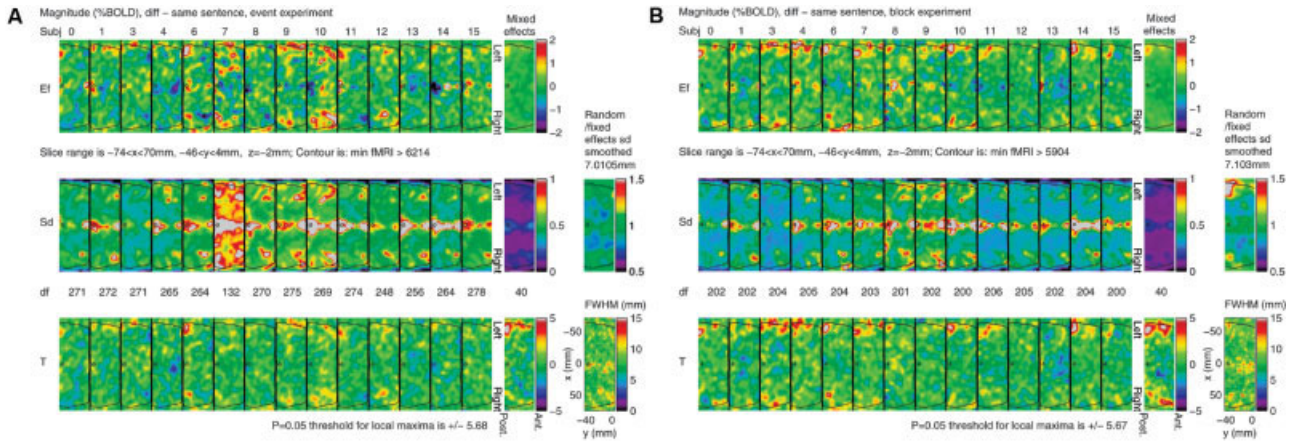 A
Magnitude (%BOLD), diff − same sentence, event experiment
Mixed
effects
Subj 0 1 3 4 6 7 8 9 10 11 12 13 14 15
Ef
Left
Right
2
1
0
−1
−2
Random
/fixed
effects sd
smoothed
7.0105mm
Slice range is −74<x<70mm, −46<y<4mm, z=−2mm; Contour is: min fMRI > 6214
Sd
Left
Right
1
0.5
0
1.5
1
0.5
df 271 272 271 265 264 132 270 275 269 274 248 256 264 278 40
FWHM (mm)
T
Left
Right
Post.
Ant.
5
0
−5
x (mm)
−50
0
50
15
10
5
0
−40 0
y (mm)
P=0.05 threshold for local maxima is +/− 5.68
B
Magnitude (%BOLD), diff − same sentence, block experiment
Mixed
effects
Subj 0 1 3 4 6 7 8 9 10 11 12 13 14 15
Ef
Left
Right
2
1
0
−1
−2
Random
/fixed
effects sd
smoothed
7.103mm
Slice range is −74<x<70mm, −46<y<4mm, z=−2mm; Contour is: min fMRI > 5904
Sd
Left
Right
1
0.5
0
1.5
1
0.5
df 202 202 204 204 206 203 201 202 200 206 205 202 204 200 40
FWHM (mm)
T
Left
Right
Post.
Ant.
5
0
−5
x (mm)
−50
0
50
15
10
5
0
−40 0
y (mm)
P=0.05 threshold for local maxima is +/− 5.67